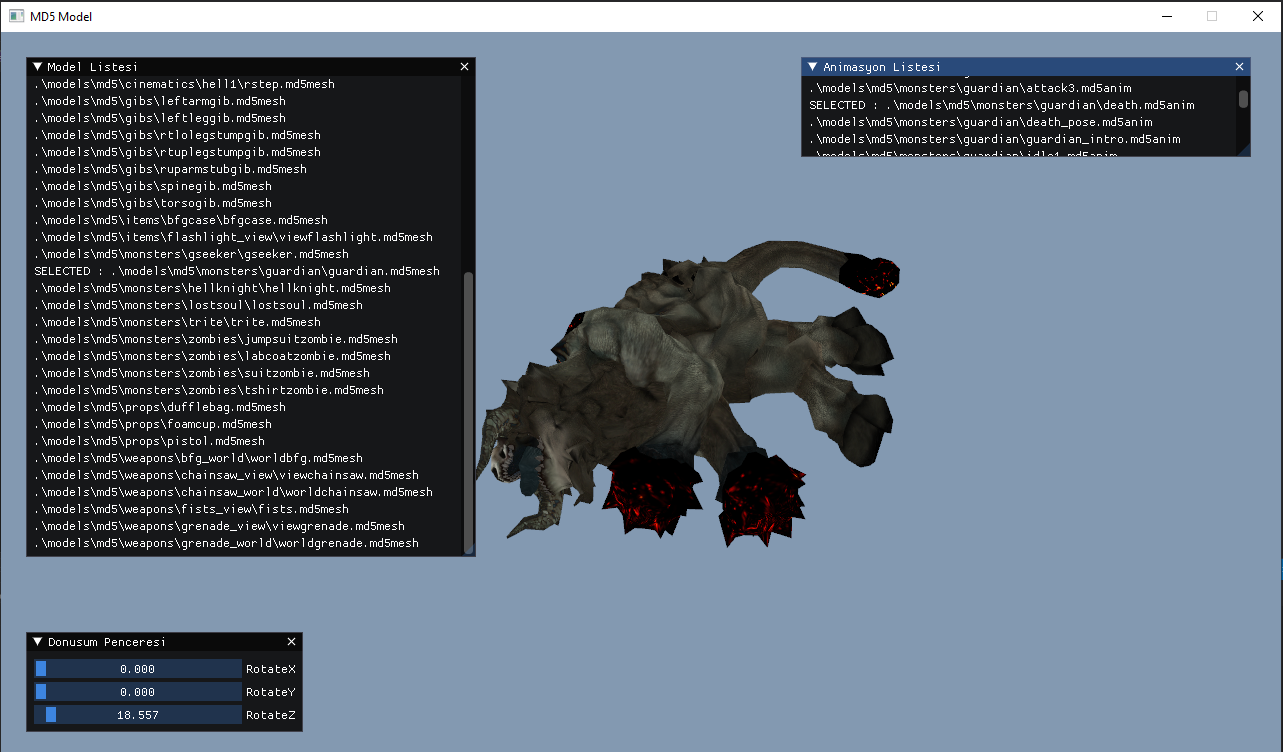 MD5 Model
Model Listesi
.\models\md5\cinematics\hell1\rstep.md5mesh
.\models\md5\gibs\leftarmgib.md5mesh
.\models\md5\gibs\leftleggib.md5mesh
.\models\md5\gibs\rtlolegstumpgib.md5mesh
.\models\md5\gibs\rtuplegstumpgib.md5mesh
.\models\md5\gibs\ruparmstubgib.md5mesh
.\models\md5\gibs\spinegib.md5mesh
.\models\md5\gibs\torsogib.md5mesh
.\models\md5\items\bfgcase\bfgcase.md5mesh
.\models\md5\items\flashlight_view\viewflashlight.md5mesh
.\models\md5\monsters\gseeker\gseeker.md5mesh
SELECTED : .\models\md5\monsters\guardian\guardian.md5mesh
.\models\md5\monsters\hellknight\hellknight.md5mesh
.\models\md5\monsters\lostsoul\lostsoul.md5mesh
.\models\md5\monsters\trite\trite.md5mesh
.\models\md5\monsters\zombies\jumpsuitzombie.md5mesh
.\models\md5\monsters\zombies\labcoatzombie.md5mesh
.\models\md5\monsters\zombies\suitzombie.md5mesh
.\models\md5\monsters\zombies\tshirtzombie.md5mesh
.\models\md5\props\dufflebag.md5mesh
.\models\md5\props\foamcup.md5mesh
.\models\md5\props\pistol.md5mesh
.\models\md5\weapons\bfg_world\worldbfg.md5mesh
.\models\md5\weapons\chainsaw_view\viewchainsaw.md5mesh
.\models\md5\weapons\chainsaw_world\worldchainsaw.md5mesh
.\models\md5\weapons\fists_view\fists.md5mesh
.\models\md5\weapons\grenade_view\viewgrenade.md5mesh
.\models\md5\weapons\grenade_world\worldgrenade.md5mesh
Animasyon Listesi
.\models\md5\monsters\guardian\attack3.md5anim
SELECTED : .\models\md5\monsters\guardian\death.md5anim
.\models\md5\monsters\guardian\death_pose.md5anim
.\models\md5\monsters\guardian\guardian_intro.md5anim
.\models\md5\monsters\guardian\idle1.md5anim
Donusum Penceresi
0.000 RotateX
0.000 RotateY
18.557 RotateZ